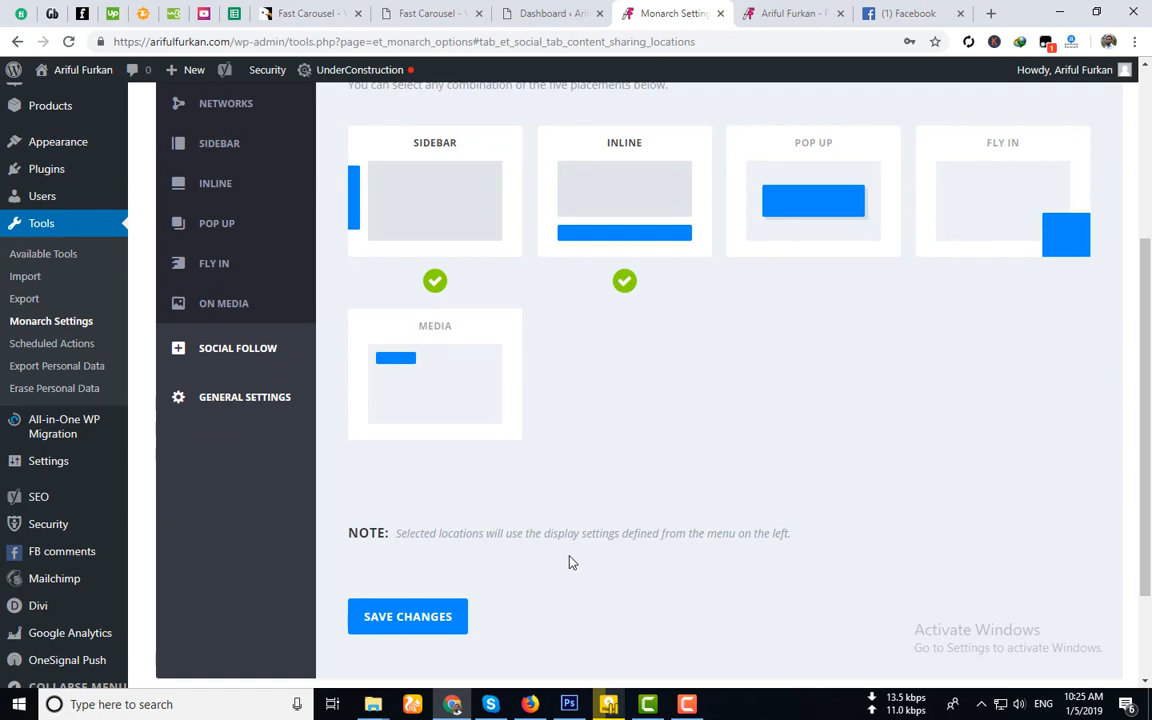 Fast Carousel - V
Fast Carousel - V
Dashboard ‹ Arif
Monarch Setting
Ariful Furkan - F
(1) Facebook
https://arifulfurkan.com/wp-admin/tools.php?page=et_monarch_options#tab_et_social_tab_content_sharing_locations
Ariful Furkan
0
New
Security
UnderConstruction
Howdy, Ariful Furkan
Products
Appearance
Plugins
Users
Tools
Available Tools
Import
Export
Monarch Settings
Scheduled Actions
Export Personal Data
Erase Personal Data
All-in-One WP
Migration
Settings
SEO
Security
FB comments
Mailchimp
Divi
Google Analytics
OneSignal Push
COLLAPSE MENU
NETWORKS
SIDEBAR
INLINE
POP UP
FLY IN
ON MEDIA
SOCIAL FOLLOW
GENERAL SETTINGS
You can select any combination of the five placements below.
SIDEBAR
INLINE
POP UP
FLY IN
MEDIA
NOTE: Selected locations will use the display settings defined from the menu on the left.
SAVE CHANGES
Activate Windows
Go to Settings to activate Windows.
Type here to search
13.5 kbps
11.0 kbps
ENG
10:25 AM
1/5/2019
6